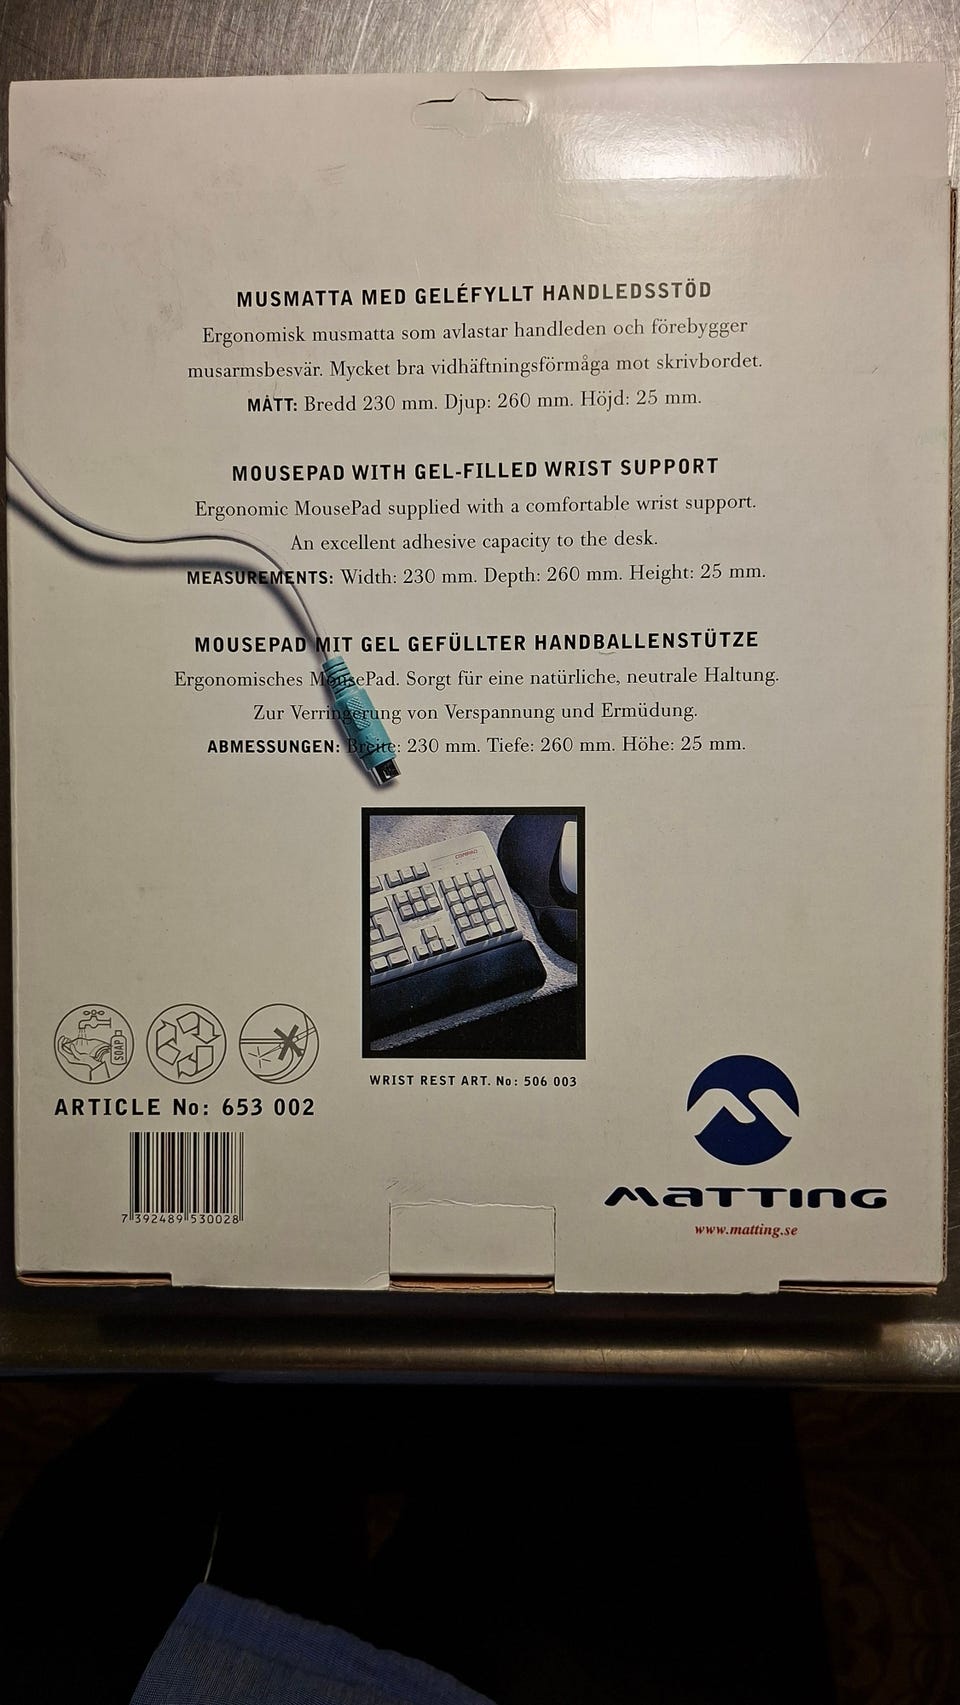 MUSMATTA MED GELÉFYLLT HANDLEDSSTÖD
Ergonomisk musmatta som avlastar handleden och förebygger
musarmsbesvär. Mycket bra vidhäftningsförmåga mot skrivbordet.
MÅTT: Bredd 230 mm. Djup: 260 mm. Höjd: 25 mm.
MOUSEPAD WITH GEL-FILLED WRIST SUPPORT
Ergonomic MousePad supplied with a comfortable wrist support.
An excellent adhesive capacity to the desk.
MEASUREMENTS: Width: 230 mm. Depth: 260 mm. Height: 25 mm.
MOUSEPAD MIT GEL GEFÜLLTER HANDBALLENSTÜTZE
Ergonomisches MousePad. Sorgt für eine natürliche, neutrale Haltung.
Zur Verringerung von Verspannung und Ermüdung.
ABMESSUNGEN: Breite: 230 mm. Tiefe: 260 mm. Höhe: 25 mm.
COMPAQ
SOAP
WRIST REST ART. No: 506 003
ARTICLE No: 653 002
7 392489 530028
MATTING
www.matting.se